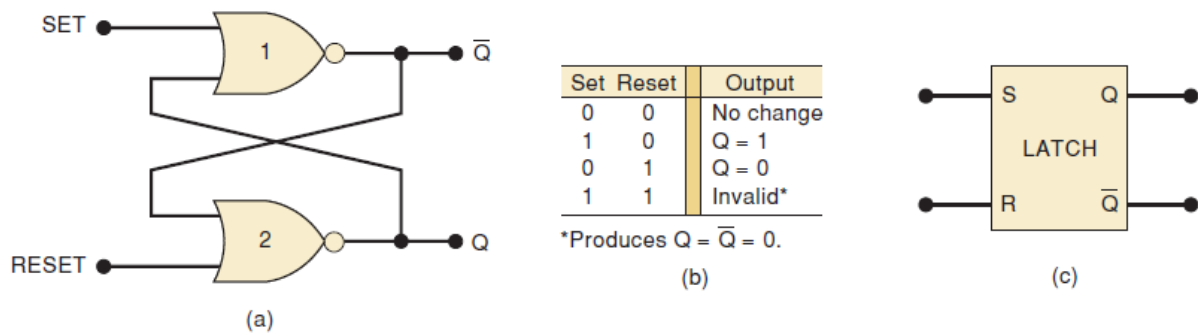 SET
1
Q̅
2
Q
RESET
(a)
Set Reset Output
0 0 No change
1 0 Q = 1
0 1 Q = 0
1 1 Invalid*
*Produces Q = Q̅ = 0.
(b)
S Q
LATCH
R Q̅
(c)